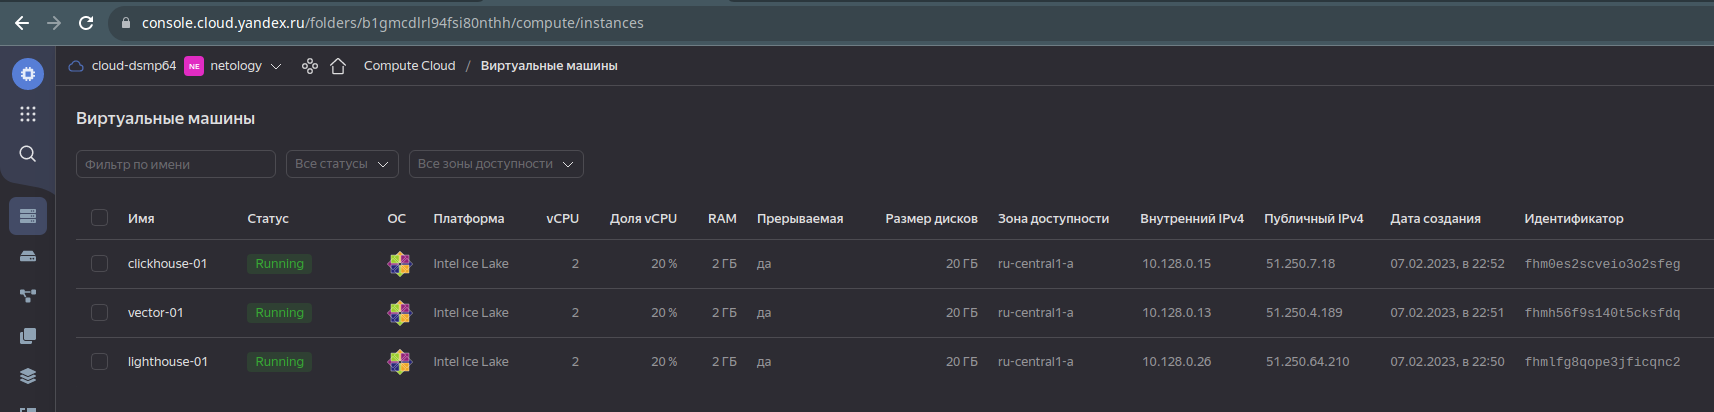 console.cloud.yandex.ru/folders/b1gmcdlrl94fsi80nthh/compute/instances
cloud-dsmp64 NE netology Compute Cloud / Виртуальные машины
Виртуальные машины
Фильтр по имени Все статусы Все зоны доступности
Имя Статус ОС Платформа vCPU Доля vCPU RAM Прерываемая Размер дисков Зона доступности Внутренний IPv4 Публичный IPv4 Дата создания Идентификатор
clickhouse-01 Running Intel Ice Lake 2 20 % 2 ГБ да 20 ГБ ru-central1-a 10.128.0.15 51.250.7.18 07.02.2023, в 22:52 fhm0es2scveio3o2sfeg
vector-01 Running Intel Ice Lake 2 20 % 2 ГБ да 20 ГБ ru-central1-a 10.128.0.13 51.250.4.189 07.02.2023, в 22:51 fhmh56f9s140t5cksfdq
lighthouse-01 Running Intel Ice Lake 2 20 % 2 ГБ да 20 ГБ ru-central1-a 10.128.0.26 51.250.64.210 07.02.2023, в 22:50 fhmlfg8qope3jficqnc2